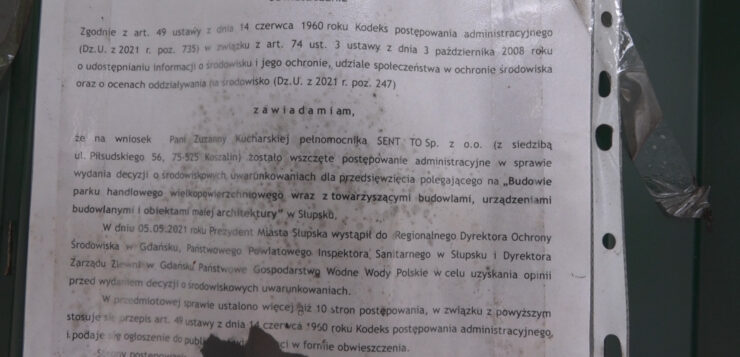 Zgodnie z art. 49 ustawy z dnia 14 czerwca 1960 roku Kodeks postępowania administracyjnego
(Dz.U. z 2021 r. poz. 735) w związku z art. 74 ust. 3 ustawy z dnia 3 października 2008 roku
o udostępnianiu informacji o środowisku i jego ochronie, udziale społeczeństwa w ochronie środowiska
oraz o ocenach oddziaływania na środowisko (Dz.U. z 2021 r. poz. 247)
zawiadamiam,
że na wniosek Pani Zuzanny Kucharskiej pełnomocnika SENT TO Sp. z o.o. (z siedzibą
ul. Piłsudskiego 56, 75-525 Koszalin) zostało wszczęte postępowanie administracyjne w sprawie
wydania decyzji o środowiskowych uwarunkowaniach dla przedsięwzięcia polegającego na „Budowie
parku handlowego wielkopowierzchniowego wraz z towarzyszącymi budowlami, urządzeniami
budowlanymi i obiektami małej architektury” w Słupsku.
W dniu 05.05.2021 roku Prezydent Miasta Słupska wystąpił do Regionalnego Dyrektora Ochrony
Środowiska w Gdańsku, Państwowego Powiatowego Inspektora Sanitarnego w Słupsku i Dyrektora
Zarządu Zlewni w Gdańsku Państwowe Gospodarstwo Wodne Wody Polskie w celu uzyskania opinii
przed wydaniem decyzji o środowiskowych uwarunkowaniach.
W przedmiotowej sprawie ustalono więcej niż 10 stron postępowania, w związku z powyższym
stosuje się przepis art. 49 ustawy z dnia 14 czerwca 1960 roku Kodeks postępowania administracyjnego
i podaje się ogłoszenie do w formie obwieszczenia.